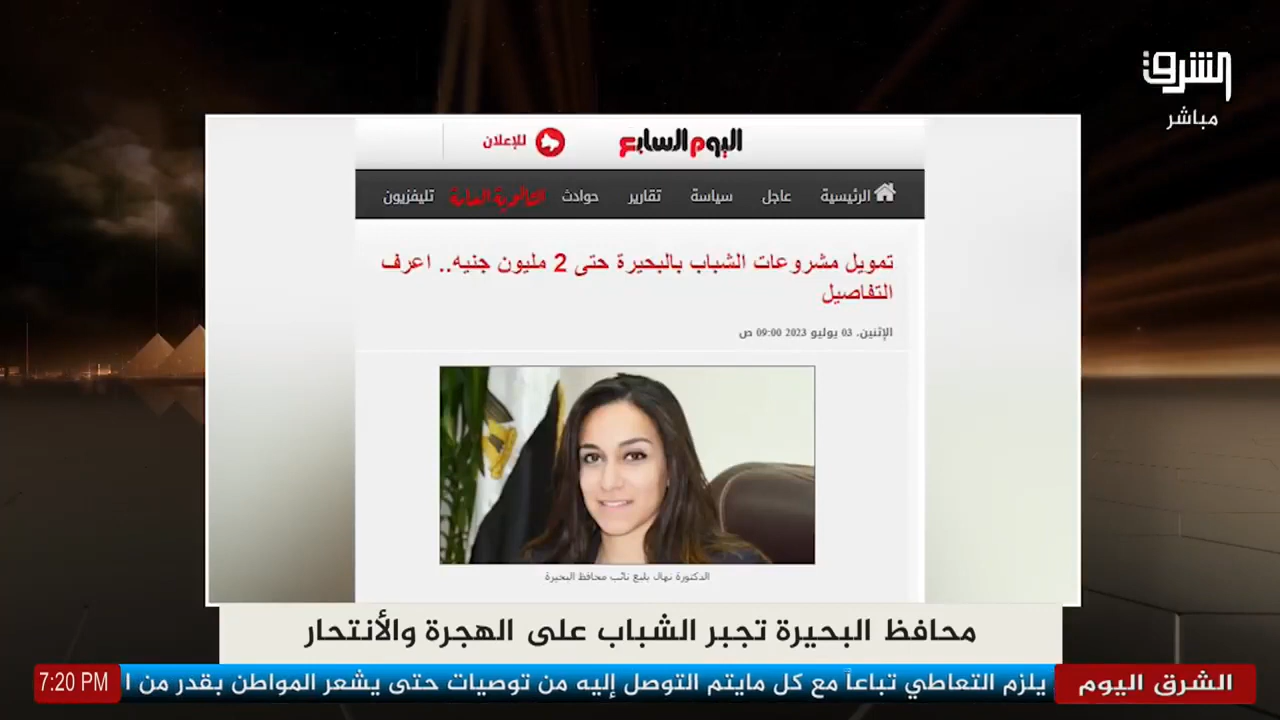 الشرق
مباشر
اليوم السابع
للإعلان
الرئيسية عاجل سياسة تقارير حوادث الثانوية العامة تليفزيون
تمويل مشروعات الشباب بالبحيرة حتى 2 مليون جنيه.. اعرف
التفاصيل
الإثنين، 03 يوليو 2023 09:00 ص
الدكتورة نهال بلبع نائب محافظ البحيرة
محافظ البحيرة تجبر الشباب على الهجرة والأنتحار
الشرق اليوم
يلزم التعاطي تباعاً مع كل مايتم التوصل إليه من توصيات حتى يشعر المواطن بقدر من ا
7:20 PM